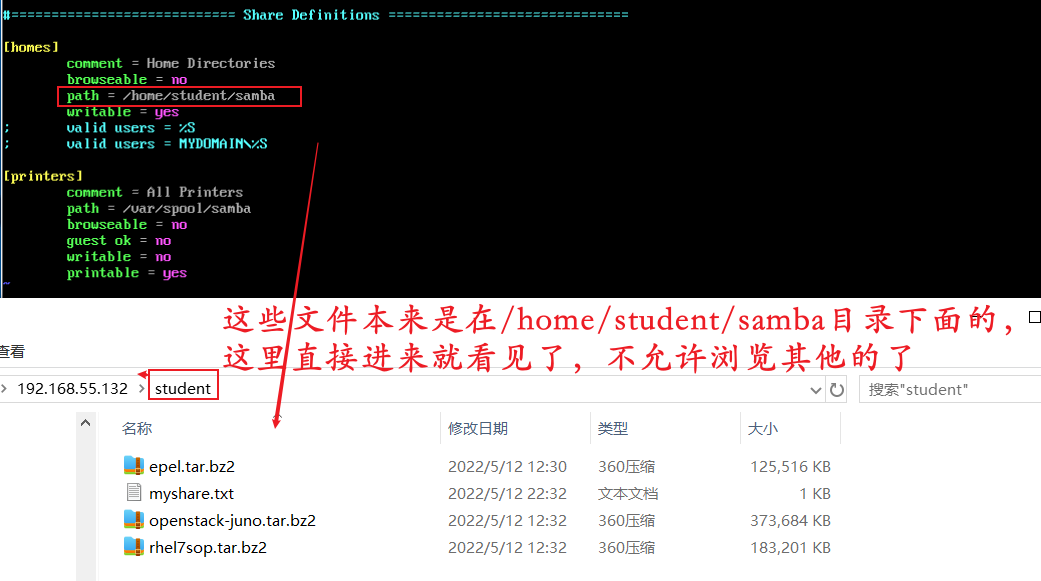 #=========================== Share Definitions ==============================
[homes]
comment = Home Directories
browseable = no
path = /home/student/samba
writable = yes
; valid users = %S
; valid users = MYDOMAIN\%S
[printers]
comment = All Printers
path = /var/spool/samba
browseable = no
guest ok = no
writable = no
printable = yes
~
这些文件本来是在/home/student/samba目录下面的，
这里直接进来就看见了，不允许浏览其他的了
查看
192.168.55.132 › student 搜索"student"
名称 修改日期 类型 大小
epel.tar.bz2 2022/5/12 12:30 360压缩 125,516 KB
myshare.txt 2022/5/12 22:32 文本文档 1 KB
openstack-juno.tar.bz2 2022/5/12 12:32 360压缩 373,684 KB
rhel7sop.tar.bz2 2022/5/12 12:32 360压缩 183,201 KB